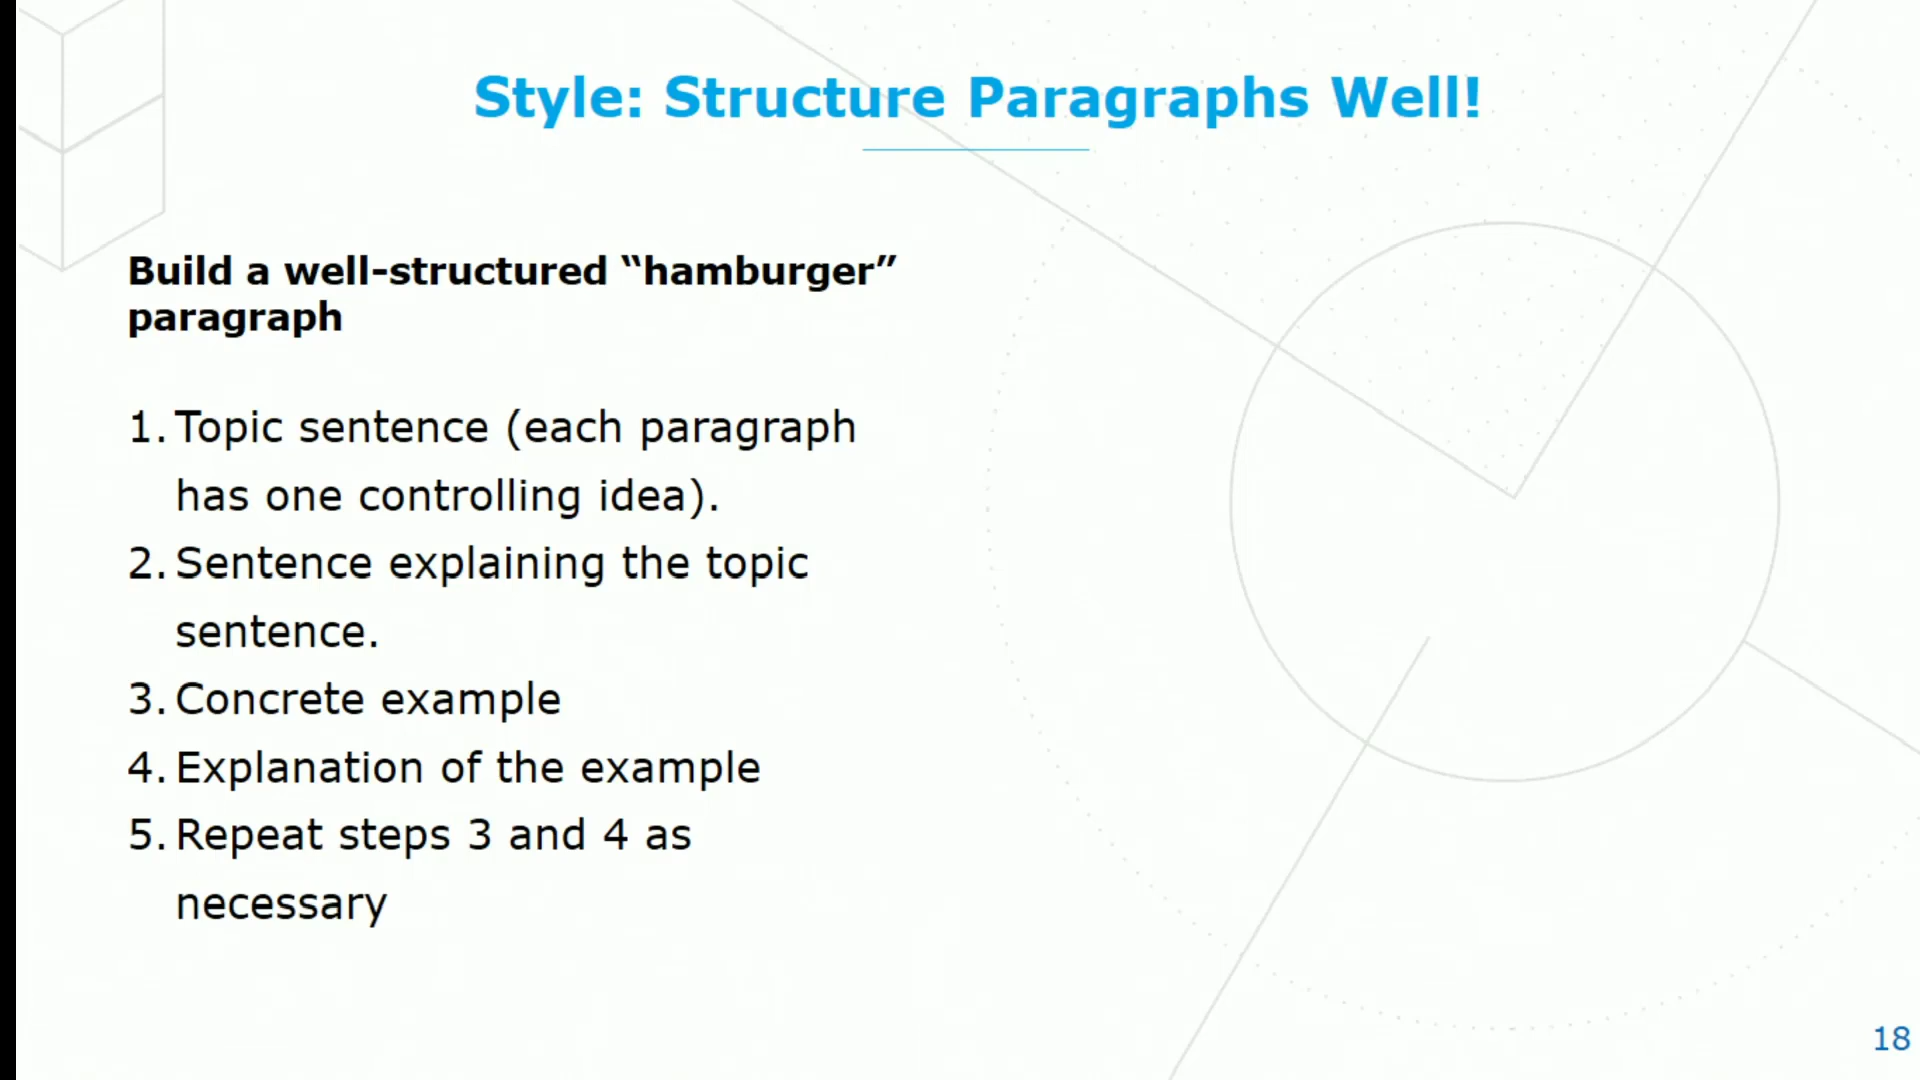 Style: Structure Paragraphs Well!
Build a well-structured “hamburger”
paragraph
1. Topic sentence (each paragraph
has one controlling idea).
2. Sentence explaining the topic
sentence.
3. Concrete example
4. Explanation of the example
5. Repeat steps 3 and 4 as
necessary
18